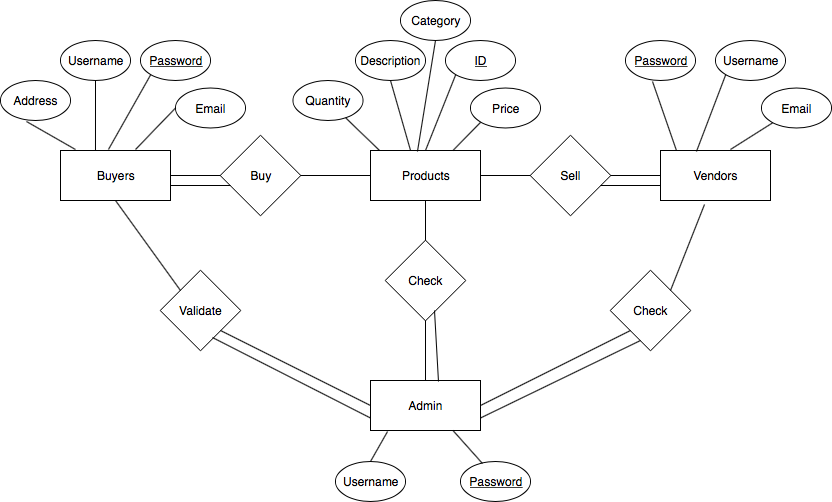 Category
Username
Password
Description
ID
Password
Username
Address
Email
Quantity
Price
Email
Buyers
Buy
Products
Sell
Vendors
Validate
Check
Check
Admin
Username
Password